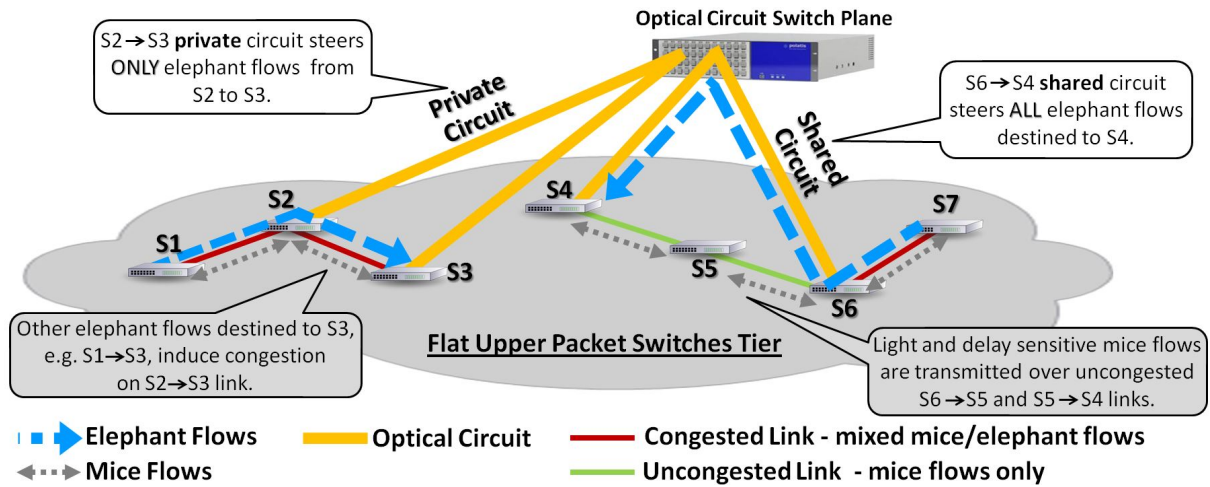 Optical Circuit Switch Plane
polatis
S2→S3 private circuit steers
ONLY elephant flows from
S2 to S3.
Private
Circuit
Shared
Circuit
S6→S4 shared circuit
steers ALL elephant flows
destined to S4.
S1
S2
S3
S4
S5
S6
S7
Other elephant flows destined to S3,
e.g. S1→S3, induce congestion
on S2→S3 link.
Flat Upper Packet Switches Tier
Light and delay sensitive mice flows
are transmitted over uncongested
S6→S5 and S5→S4 links.
Elephant Flows
Optical Circuit
Congested Link - mixed mice/elephant flows
Mice Flows
Uncongested Link - mice flows only